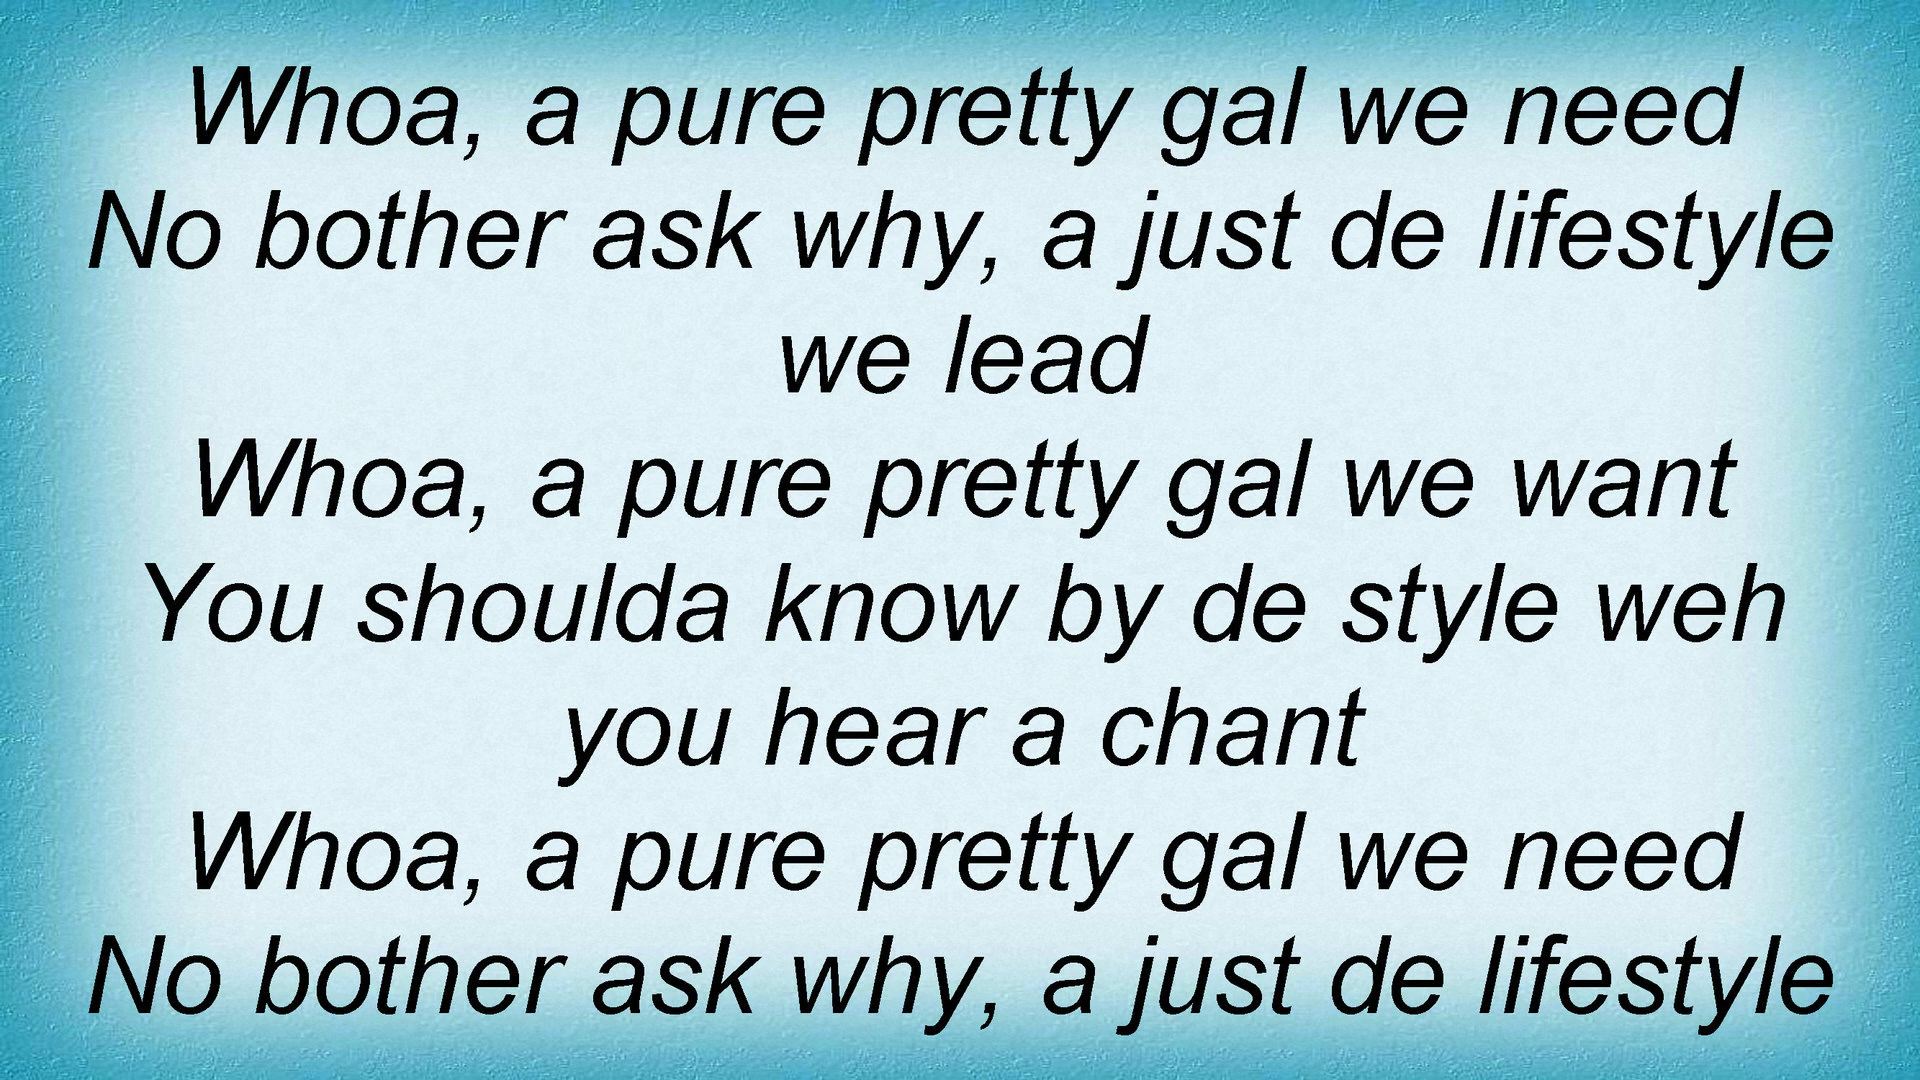 Whoa, a pure pretty gal we need
No bother ask why, a just de lifestyle
we lead
Whoa, a pure pretty gal we want
You shoulda know by de style weh
you hear a chant
Whoa, a pure pretty gal we need
No bother ask why, a just de lifestyle